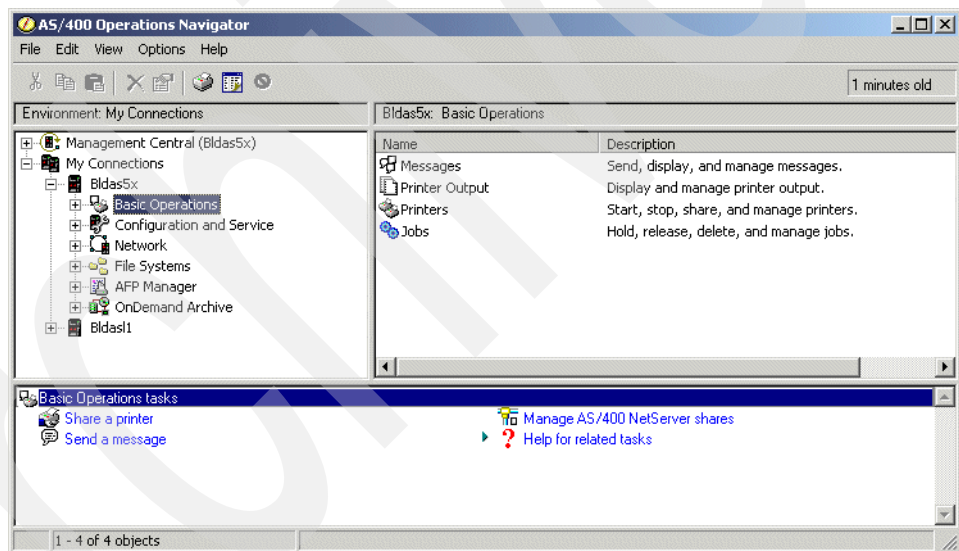 AS/400 Operations Navigator
File Edit View Options Help
1 minutes old
Environment: My Connections
Bldas5x: Basic Operations
Management Central (Bldas5x)
My Connections
Bldas5x
Basic Operations
Configuration and Service
Network
File Systems
AFP Manager
OnDemand Archive
Bldasl1
Name Description
Messages Send, display, and manage messages.
Printer Output Display and manage printer output.
Printers Start, stop, share, and manage printers.
Jobs Hold, release, delete, and manage jobs.
Basic Operations tasks
Share a printer
Send a message
Manage AS/400 NetServer shares
Help for related tasks
1 - 4 of 4 objects